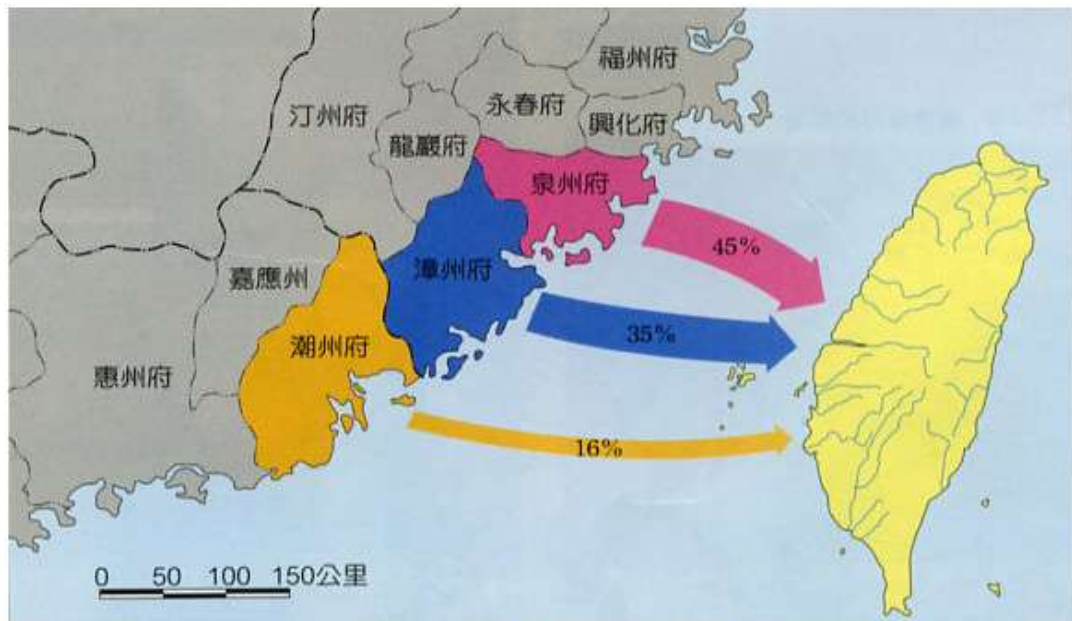 福州府
永春府
汀州府
興化府
龍巖府
泉州府
45%
嘉應州
漳州府
35%
潮州府
惠州府
16%
0 50 100 150公里